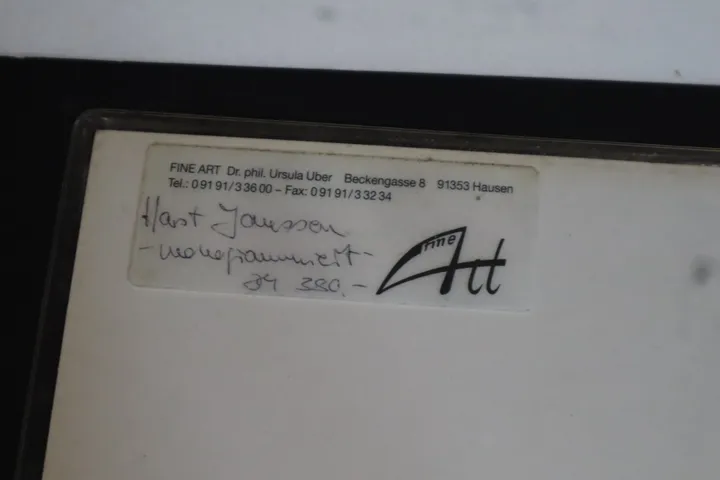 FINE ART Dr. phil. Ursula Uber Beckengasse 8 91353 Hausen
Tel.: 0 91 91/3 36 00 – Fax: 0 91 91/3 32 34
Horst Janssen
-monogrammiert-
380.-
fine
Art